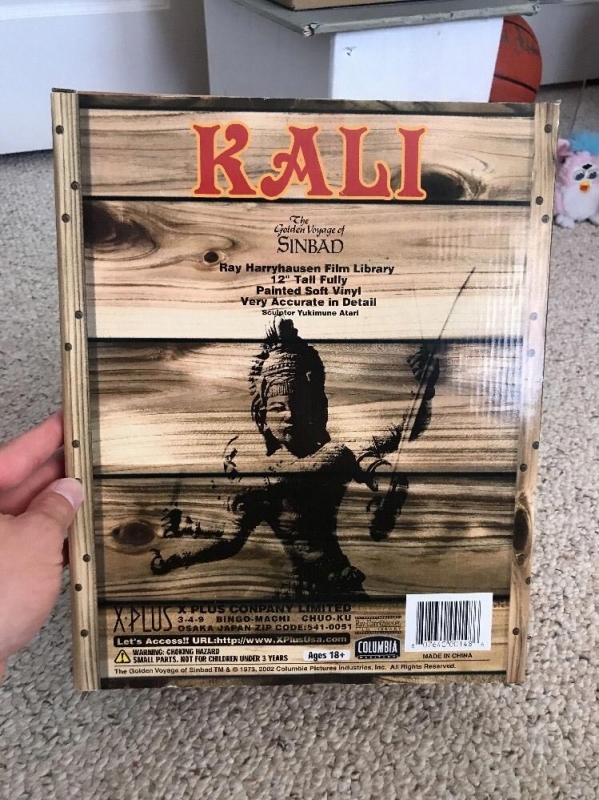 KALI
The
Golden Voyage of
SINBAD
Ray Harryhausen Film Library
12" Tall Fully
Painted Soft Vinyl
Very Accurate in Detail
Sculptor Yukimune Atari
X•PLUS X PLUS CONPANY LIMITED
3-4-9 BINGO-MACHI CHUO-KU
OSAKA JAPAN ZIP CODE:541-0051
Let's Access!! URL:http://www.XPlusUsa.com
WARNING: CHOKING HAZARD
SMALL PARTS. NOT FOR CHILDREN UNDER 3 YEARS
Ages 18+
COLUMBIA
MADE IN CHINA
The Golden Voyage of Sinbad TM & © 1973, 2002 Columbia Pictures Industries, Inc. All Rights Reserved.